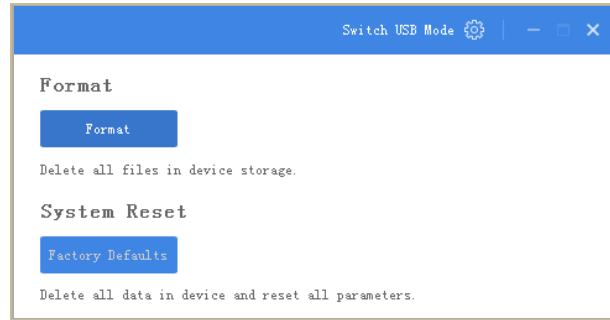 Switch USB Mode
Format
Format
Delete all files in device storage.
System Reset
Factory Defaults
Delete all data in device and reset all parameters.